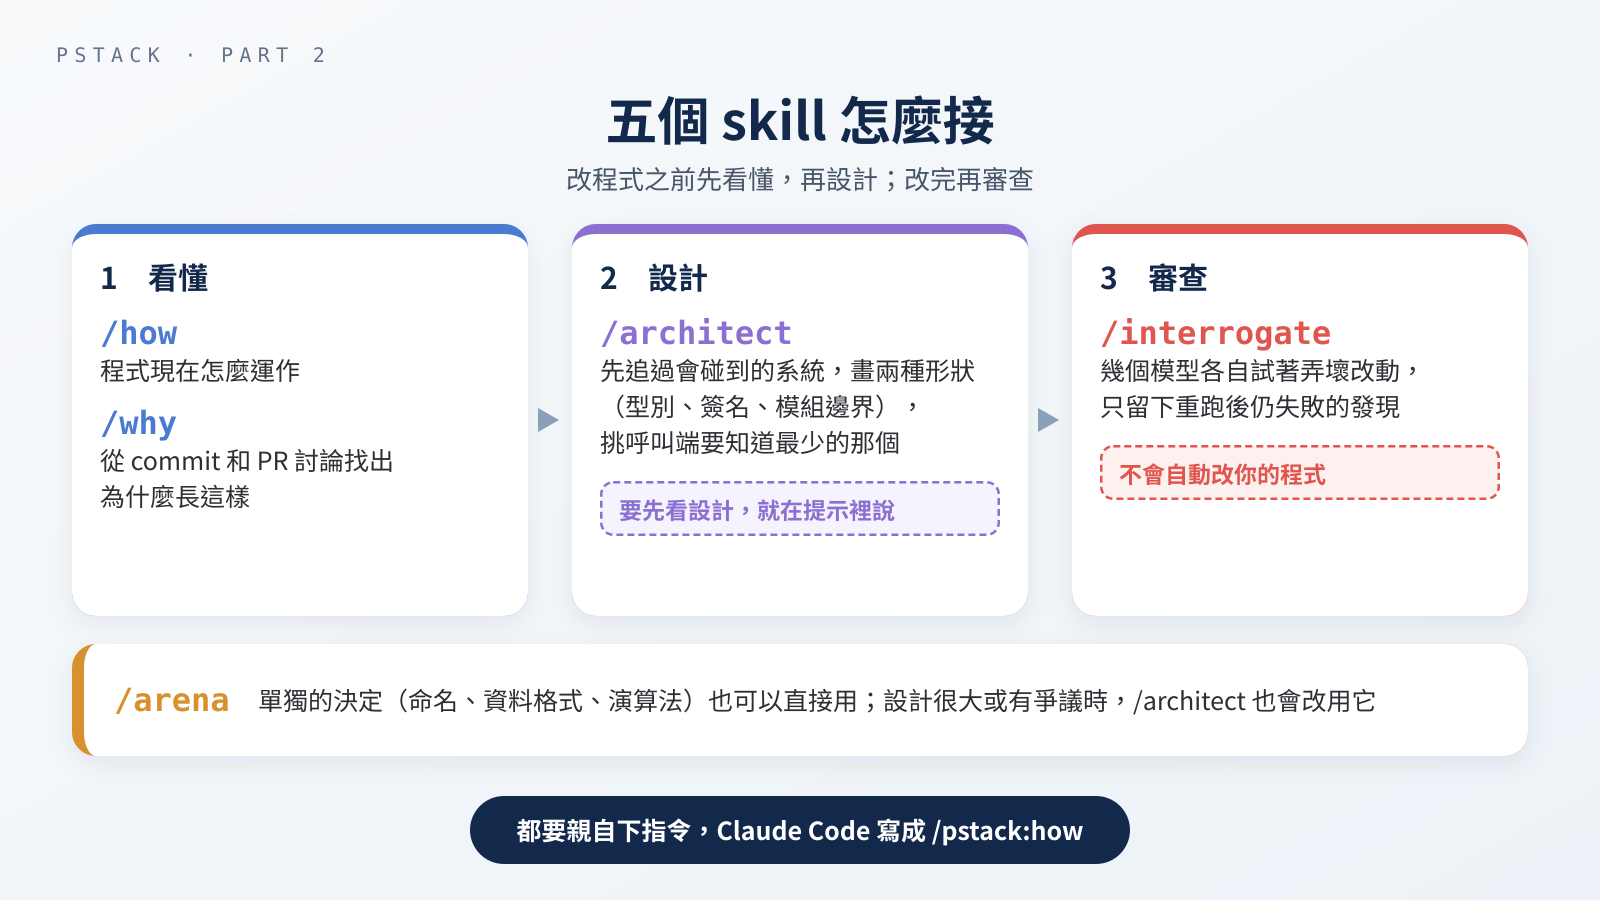 PSTACK · PART 2
五個 skill 怎麼接
改程式之前先看懂，再設計；改完再審查
1 看懂
/how
程式現在怎麼運作
/why
從 commit 和 PR 討論找出
為什麼長這樣
2 設計
/architect
先追過會碰到的系統，畫兩種形狀
（型別、簽名、模組邊界），
挑呼叫端要知道最少的那個
要先看設計，就在提示裡說
3 審查
/interrogate
幾個模型各自試著弄壞改動，
只留下重跑後仍失敗的發現
不會自動改你的程式
/arena 單獨的決定（命名、資料格式、演算法）也可以直接用；設計很大或有爭議時，/architect 也會改用它
都要親自下指令，Claude Code 寫成 /pstack:how